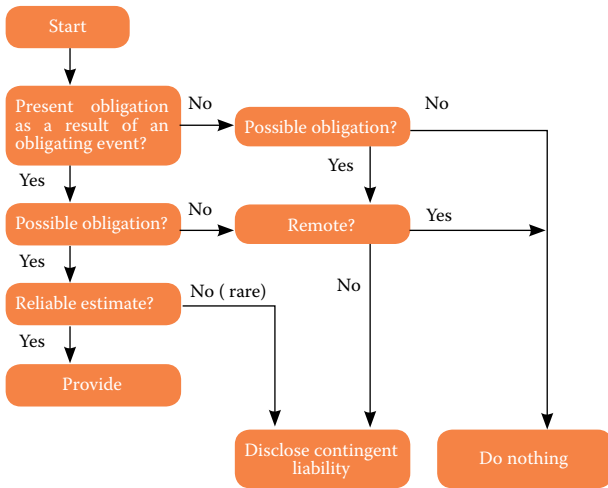 Start
Present obligation
as a result of an
obligating event?
No
Possible obligation?
No
Yes
Yes
Possible obligation?
No
Remote?
Yes
Yes
No
Reliable estimate?
No ( rare)
Yes
Provide
Disclose contingent
liability
Do nothing